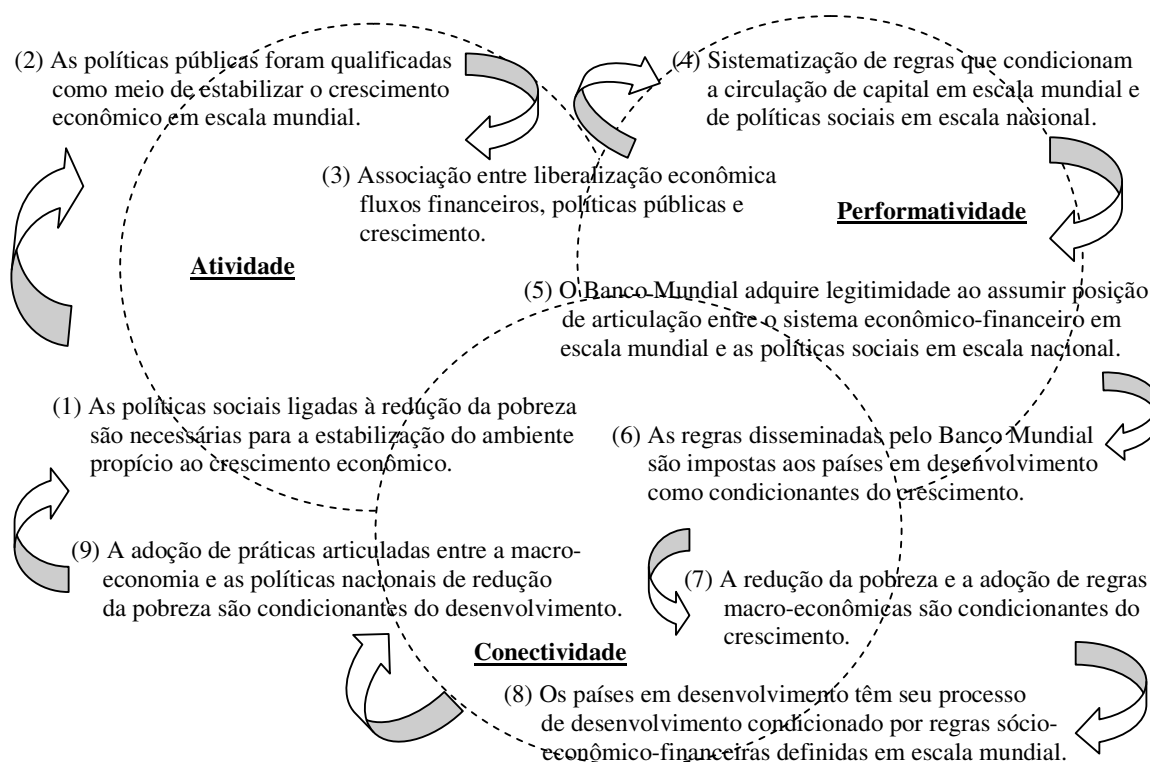 (2) As políticas públicas foram qualificadas
como meio de estabilizar o crescimento
econômico em escala mundial.
(4) Sistematização de regras que condicionam
a circulação de capital em escala mundial e
de políticas sociais em escala nacional.
(3) Associação entre liberalização econômica
fluxos financeiros, políticas públicas e
crescimento.
Performatividade
Atividade
(5) O Banco Mundial adquire legitimidade ao assumir posição
de articulação entre o sistema econômico-financeiro em
escala mundial e as políticas sociais em escala nacional.
(1) As políticas sociais ligadas à redução da pobreza
são necessárias para a estabilização do ambiente
propício ao crescimento econômico.
(6) As regras disseminadas pelo Banco Mundial
são impostas aos países em desenvolvimento
como condicionantes do crescimento.
(9) A adoção de práticas articuladas entre a macro-
economia e as políticas nacionais de redução
da pobreza são condicionantes do desenvolvimento.
(7) A redução da pobreza e a adoção de regras
macro-econômicas são condicionantes do
crescimento.
Conectividade
(8) Os países em desenvolvimento têm seu processo
de desenvolvimento condicionado por regras sócio-
econômico-financeiras definidas em escala mundial.